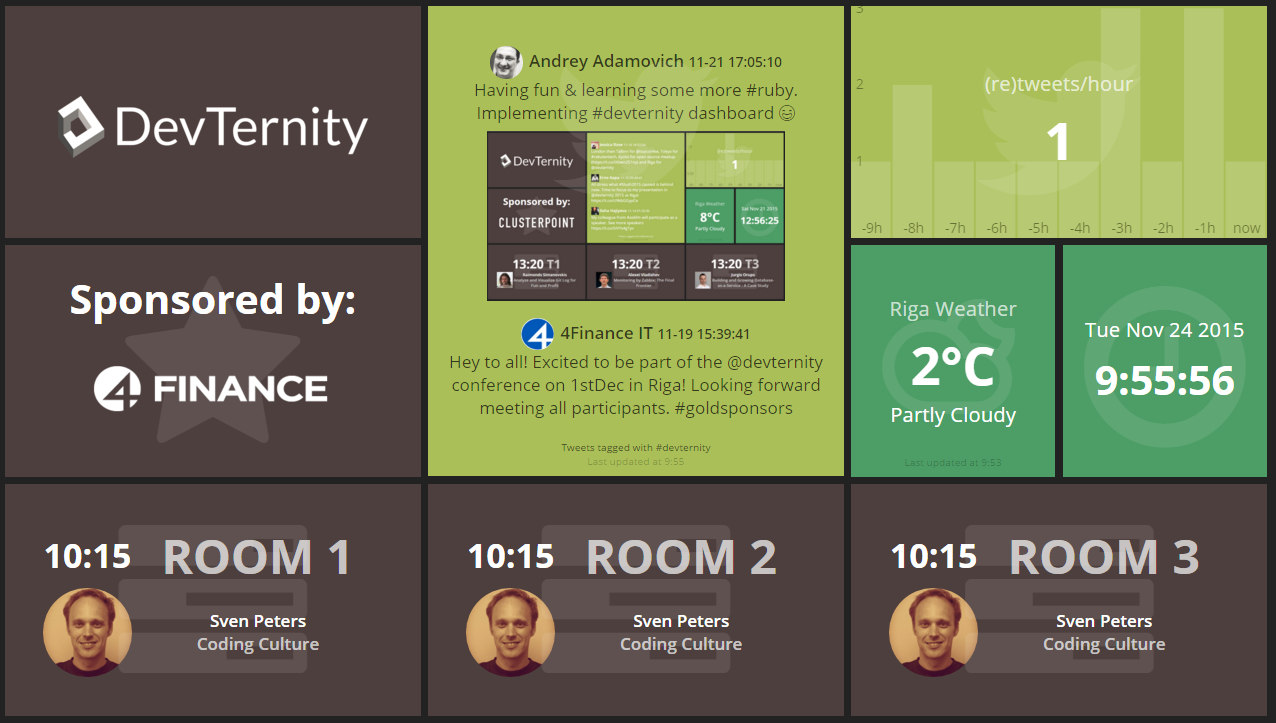 DevTernity
Andrey Adamovich 11-21 17:05:10
Having fun & learning some more #ruby.
Implementing #devternity dashboard 😄
DevTernity
1
Sponsored by:
CLUSTERPOINT
Riga Weather
8°C
Partly Cloudy
Sat Nov 21 2015
12:56:25
13:20 T1
13:20 T2
13:20 T3
4Finance IT 11-19 15:39:41
Hey to all! Excited to be part of the @devternity
conference on 1stDec in Riga! Looking forward
meeting all participants. #goldsponsors
Tweets tagged with #devternity
Last updated at 9:55
3
2
1
(re)tweets/hour
1
-9h -8h -7h -6h -5h -4h -3h -2h -1h now
Sponsored by:
4 FINANCE
Riga Weather
2°C
Partly Cloudy
Last updated at 9:53
Tue Nov 24 2015
9:55:56
10:15 ROOM 1
Sven Peters
Coding Culture
10:15 ROOM 2
Sven Peters
Coding Culture
10:15 ROOM 3
Sven Peters
Coding Culture